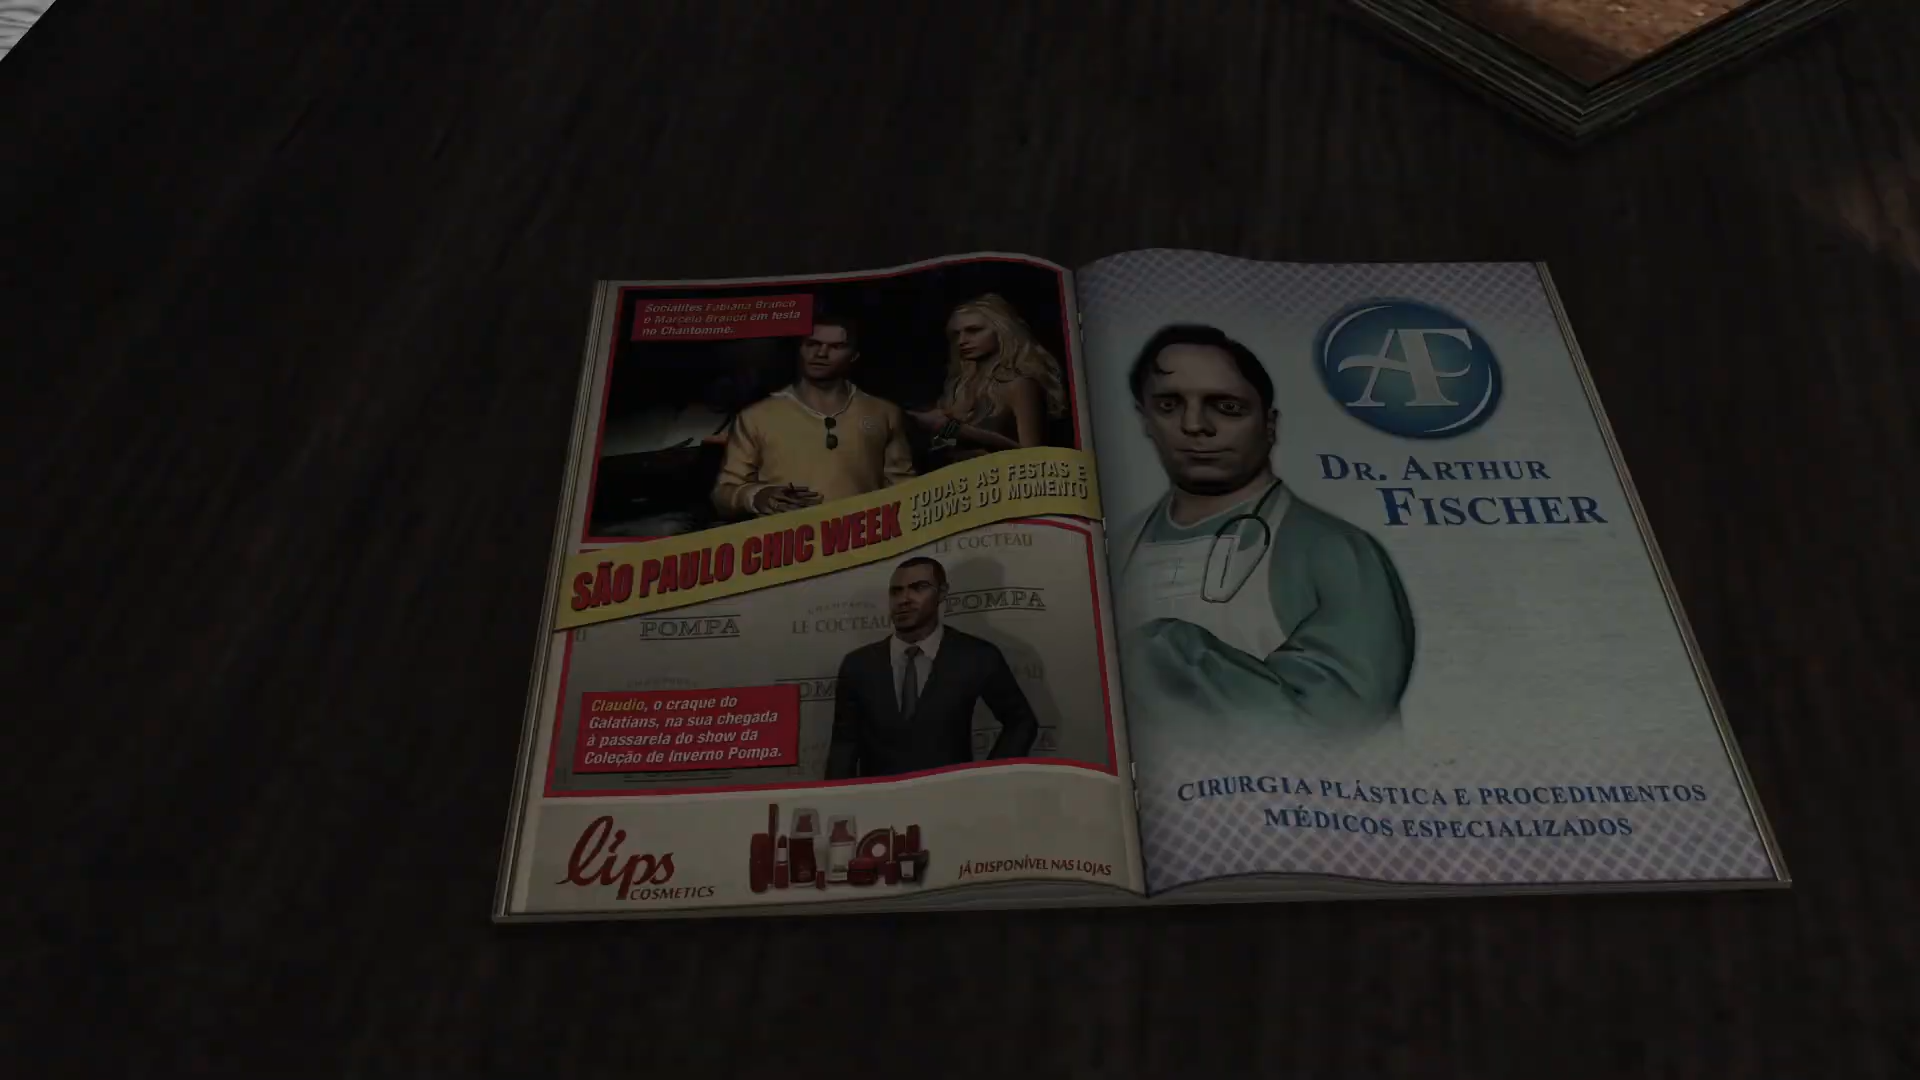 Socialites Fabiana Branco
e Marcelo Branco em festa
no Chantomme.
TODAS AS FESTAS E
SHOWS DO MOMENTO
SÃO PAULO CHIC WEEK
LE COCTEAU
POMPA
LE COCTEAU
POMPA
Claudio, o craque do
Galatians, na sua chegada
à passarela do show da
Coleção de Inverno Pompa.
lips
COSMETICS
JÁ DISPONÍVEL NAS LOJAS
AF
DR. ARTHUR
FISCHER
CIRURGIA PLÁSTICA E PROCEDIMENTOS
MÉDICOS ESPECIALIZADOS